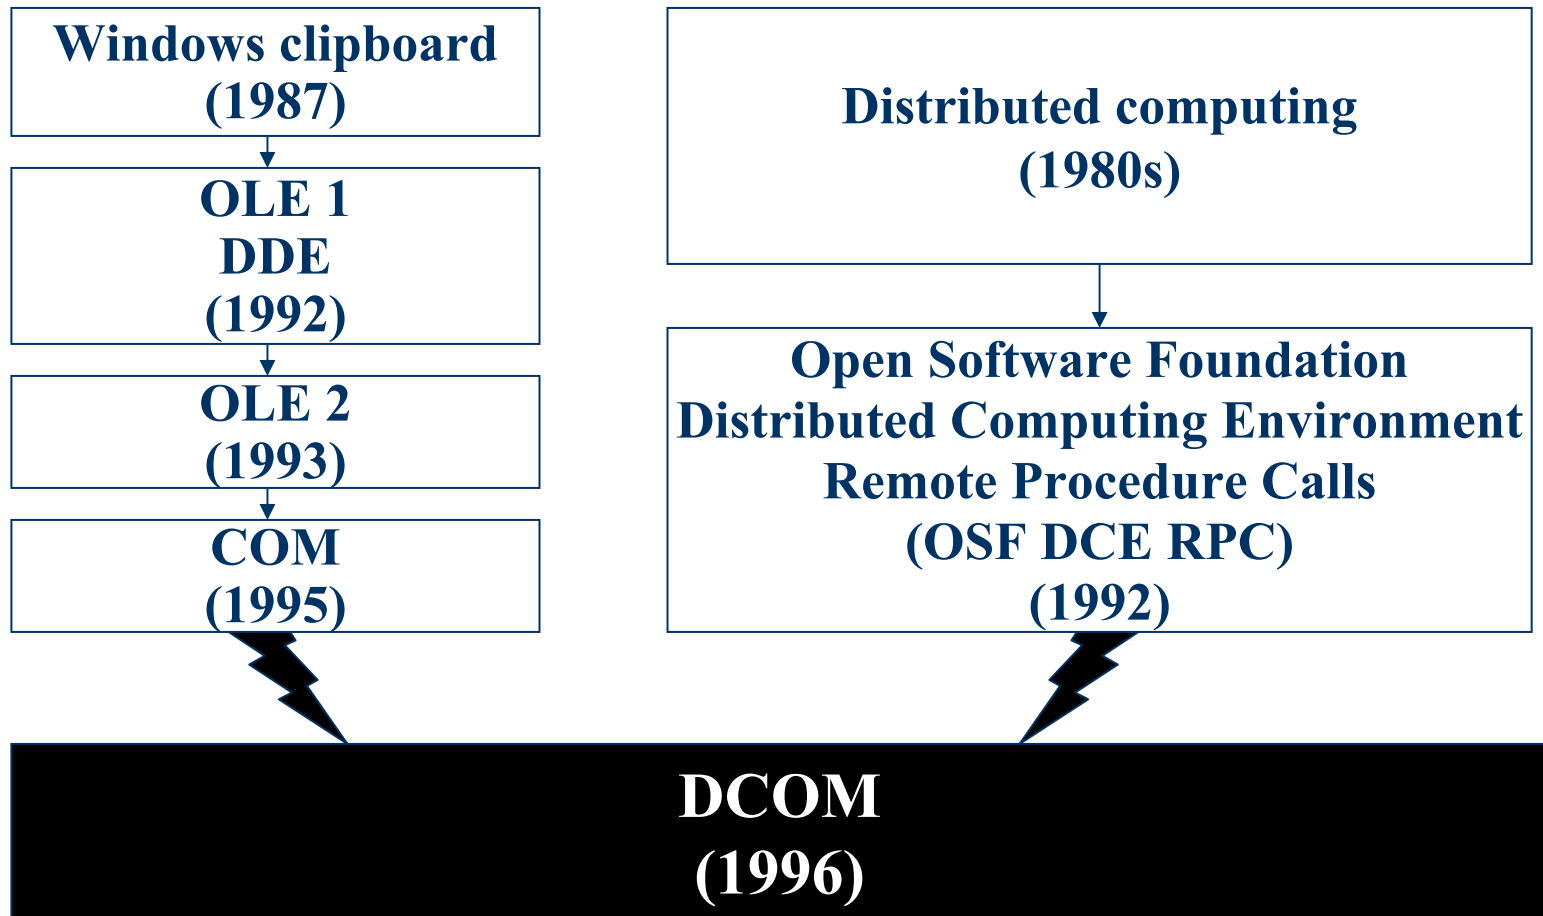 Windows clipboard
(1987)
OLE 1
DDE
(1992)
OLE 2
(1993)
COM
(1995)
Distributed computing
(1980s)
Open Software Foundation
Distributed Computing Environment
Remote Procedure Calls
(OSF DCE RPC)
(1992)
DCOM
(1996)